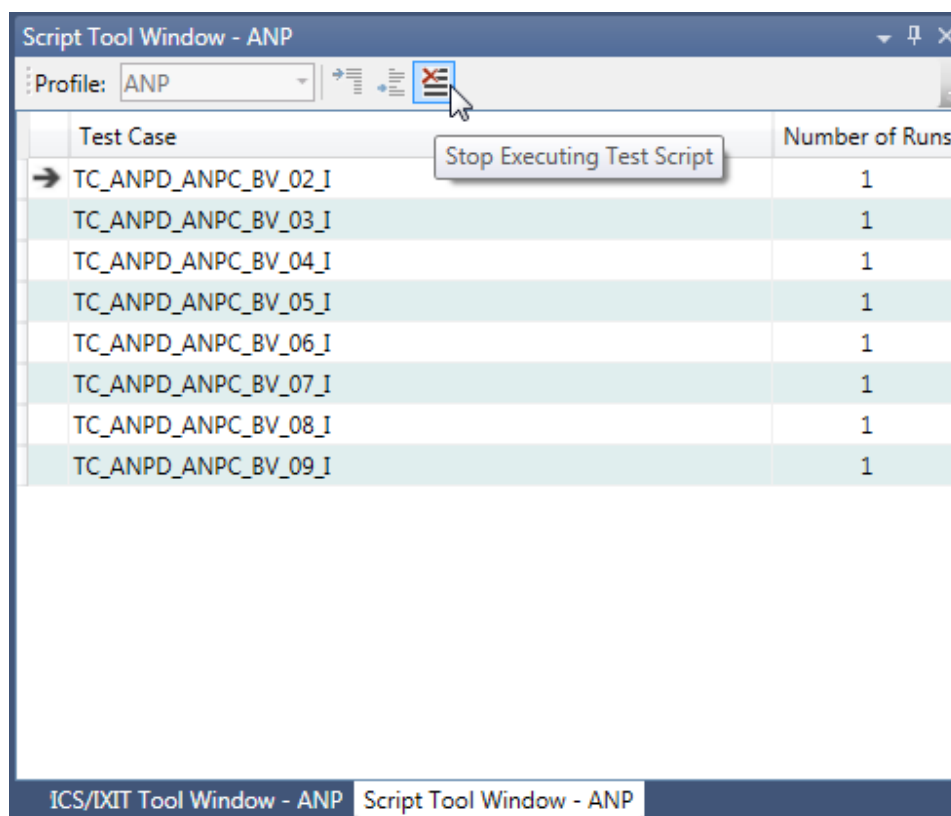 Script Tool Window - ANP
Profile: ANP
Test Case Number of Runs
Stop Executing Test Script
TC_ANPD_ANPC_BV_02_I 1
TC_ANPD_ANPC_BV_03_I 1
TC_ANPD_ANPC_BV_04_I 1
TC_ANPD_ANPC_BV_05_I 1
TC_ANPD_ANPC_BV_06_I 1
TC_ANPD_ANPC_BV_07_I 1
TC_ANPD_ANPC_BV_08_I 1
TC_ANPD_ANPC_BV_09_I 1
ICS/IXIT Tool Window - ANP Script Tool Window - ANP